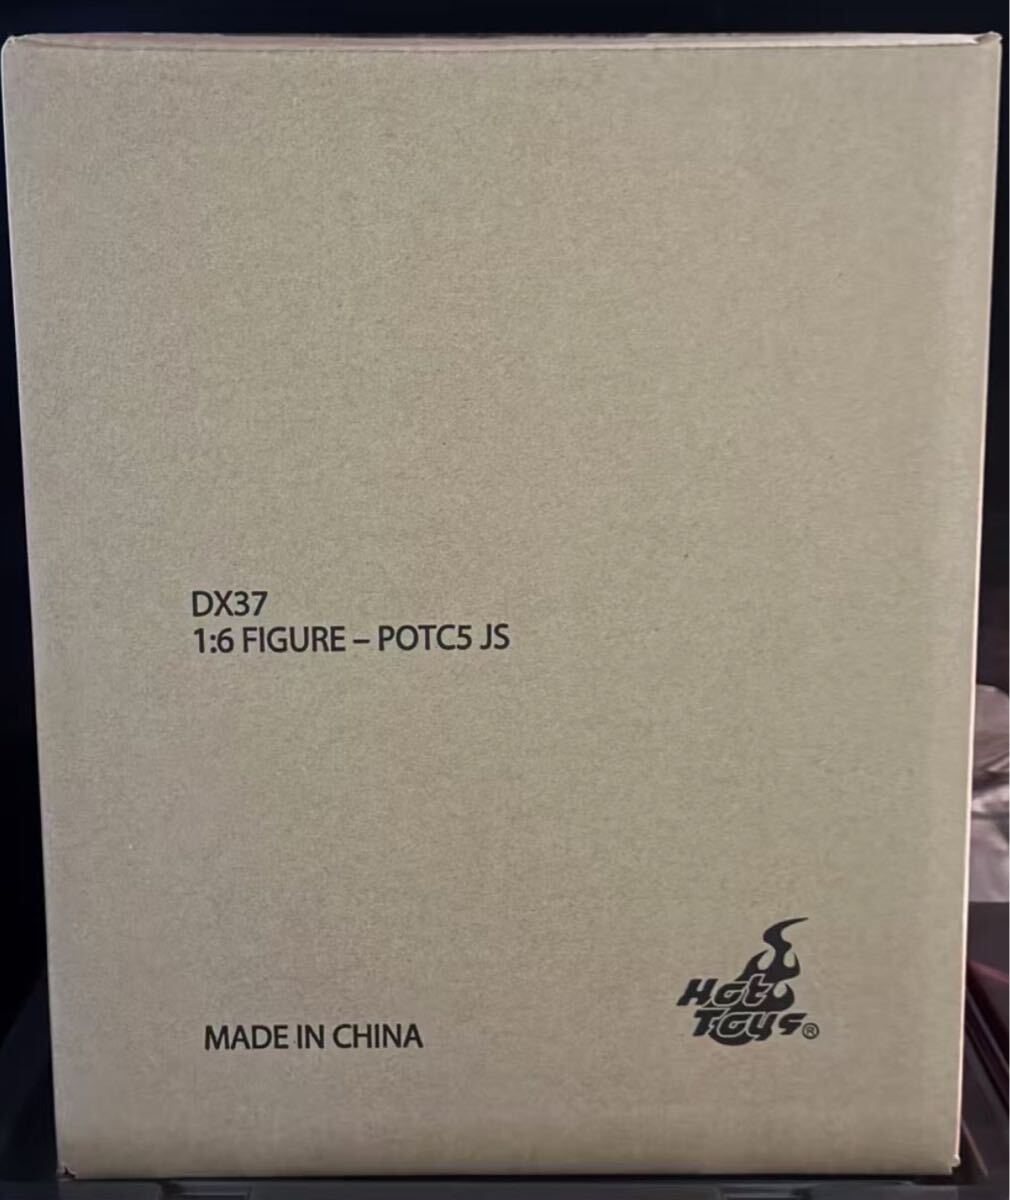 DX37
1:6 FIGURE – POTC5 JS
MADE IN CHINA
Hot
Toys®